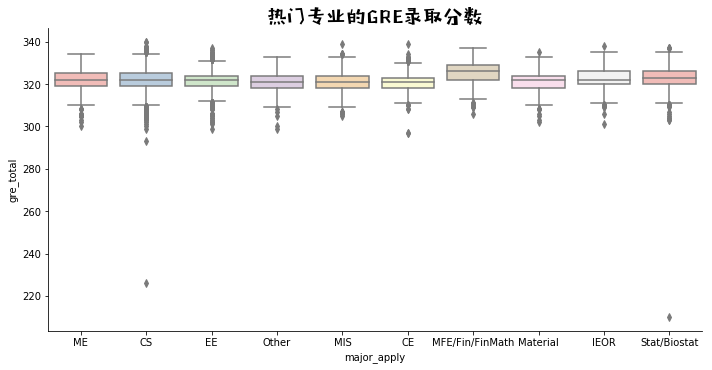 热门专业的GRE录取分数
340
320
300
280
260
240
220
gre_total
ME CS EE Other MIS CE MFE/Fin/FinMath Material IEOR Stat/Biostat
major_apply